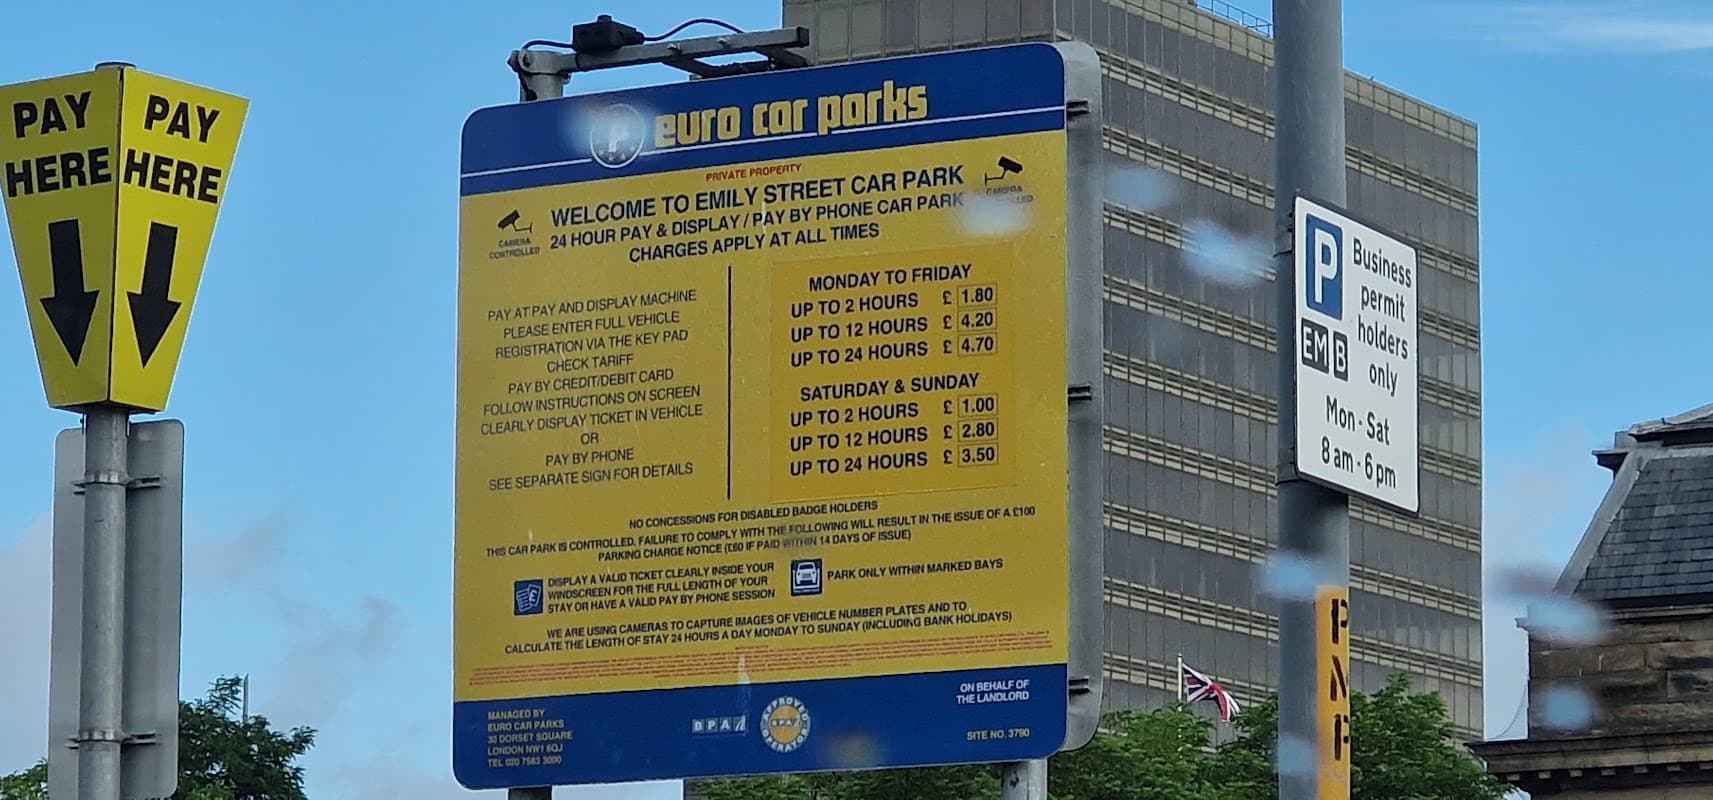 PAY
HERE
PAY
HERE
P
euro car parks
PRIVATE PROPERTY
WELCOME TO EMILY STREET CAR PARK
24 HOUR PAY & DISPLAY / PAY BY PHONE CAR PARK
CHARGES APPLY AT ALL TIMES
CAMERA
CONTROLLED
CAMERA
PAY AT PAY AND DISPLAY MACHINE
PLEASE ENTER FULL VEHICLE
REGISTRATION VIA THE KEY PAD
CHECK TARIFF
PAY BY CREDIT/DEBIT CARD
FOLLOW INSTRUCTIONS ON SCREEN
CLEARLY DISPLAY TICKET IN VEHICLE
OR
PAY BY PHONE
SEE SEPARATE SIGN FOR DETAILS
MONDAY TO FRIDAY
UP TO 2 HOURS £ 1.80
UP TO 12 HOURS £ 4.20
UP TO 24 HOURS £ 4.70
SATURDAY & SUNDAY
UP TO 2 HOURS £ 1.00
UP TO 12 HOURS £ 2.80
UP TO 24 HOURS £ 3.50
NO CONCESSIONS FOR DISABLED BADGE HOLDERS
THIS CAR PARK IS CONTROLLED. FAILURE TO COMPLY WITH THE FOLLOWING WILL RESULT IN THE ISSUE OF A £100
PARKING CHARGE NOTICE (£60 IF PAID WITHIN 14 DAYS OF ISSUE)
DISPLAY A VALID TICKET CLEARLY INSIDE YOUR
WINDSCREEN FOR THE FULL LENGTH OF YOUR
STAY OR HAVE A VALID PAY BY PHONE SESSION
PARK ONLY WITHIN MARKED BAYS
WE ARE USING CAMERAS TO CAPTURE IMAGES OF VEHICLE NUMBER PLATES AND TO
CALCULATE THE LENGTH OF STAY 24 HOURS A DAY MONDAY TO SUNDAY (INCLUDING BANK HOLIDAYS)
MANAGED BY
EURO CAR PARKS
30 DORSET SQUARE
LONDON NW1 6QJ
TEL 020 7563 3000
BPA
APPROVED
BPA
OPERATOR
ON BEHALF OF
THE LANDLORD
SITE NO. 3790
P
Business
permit
holders
only
EM B
Mon - Sat
8 am - 6 pm
PNP